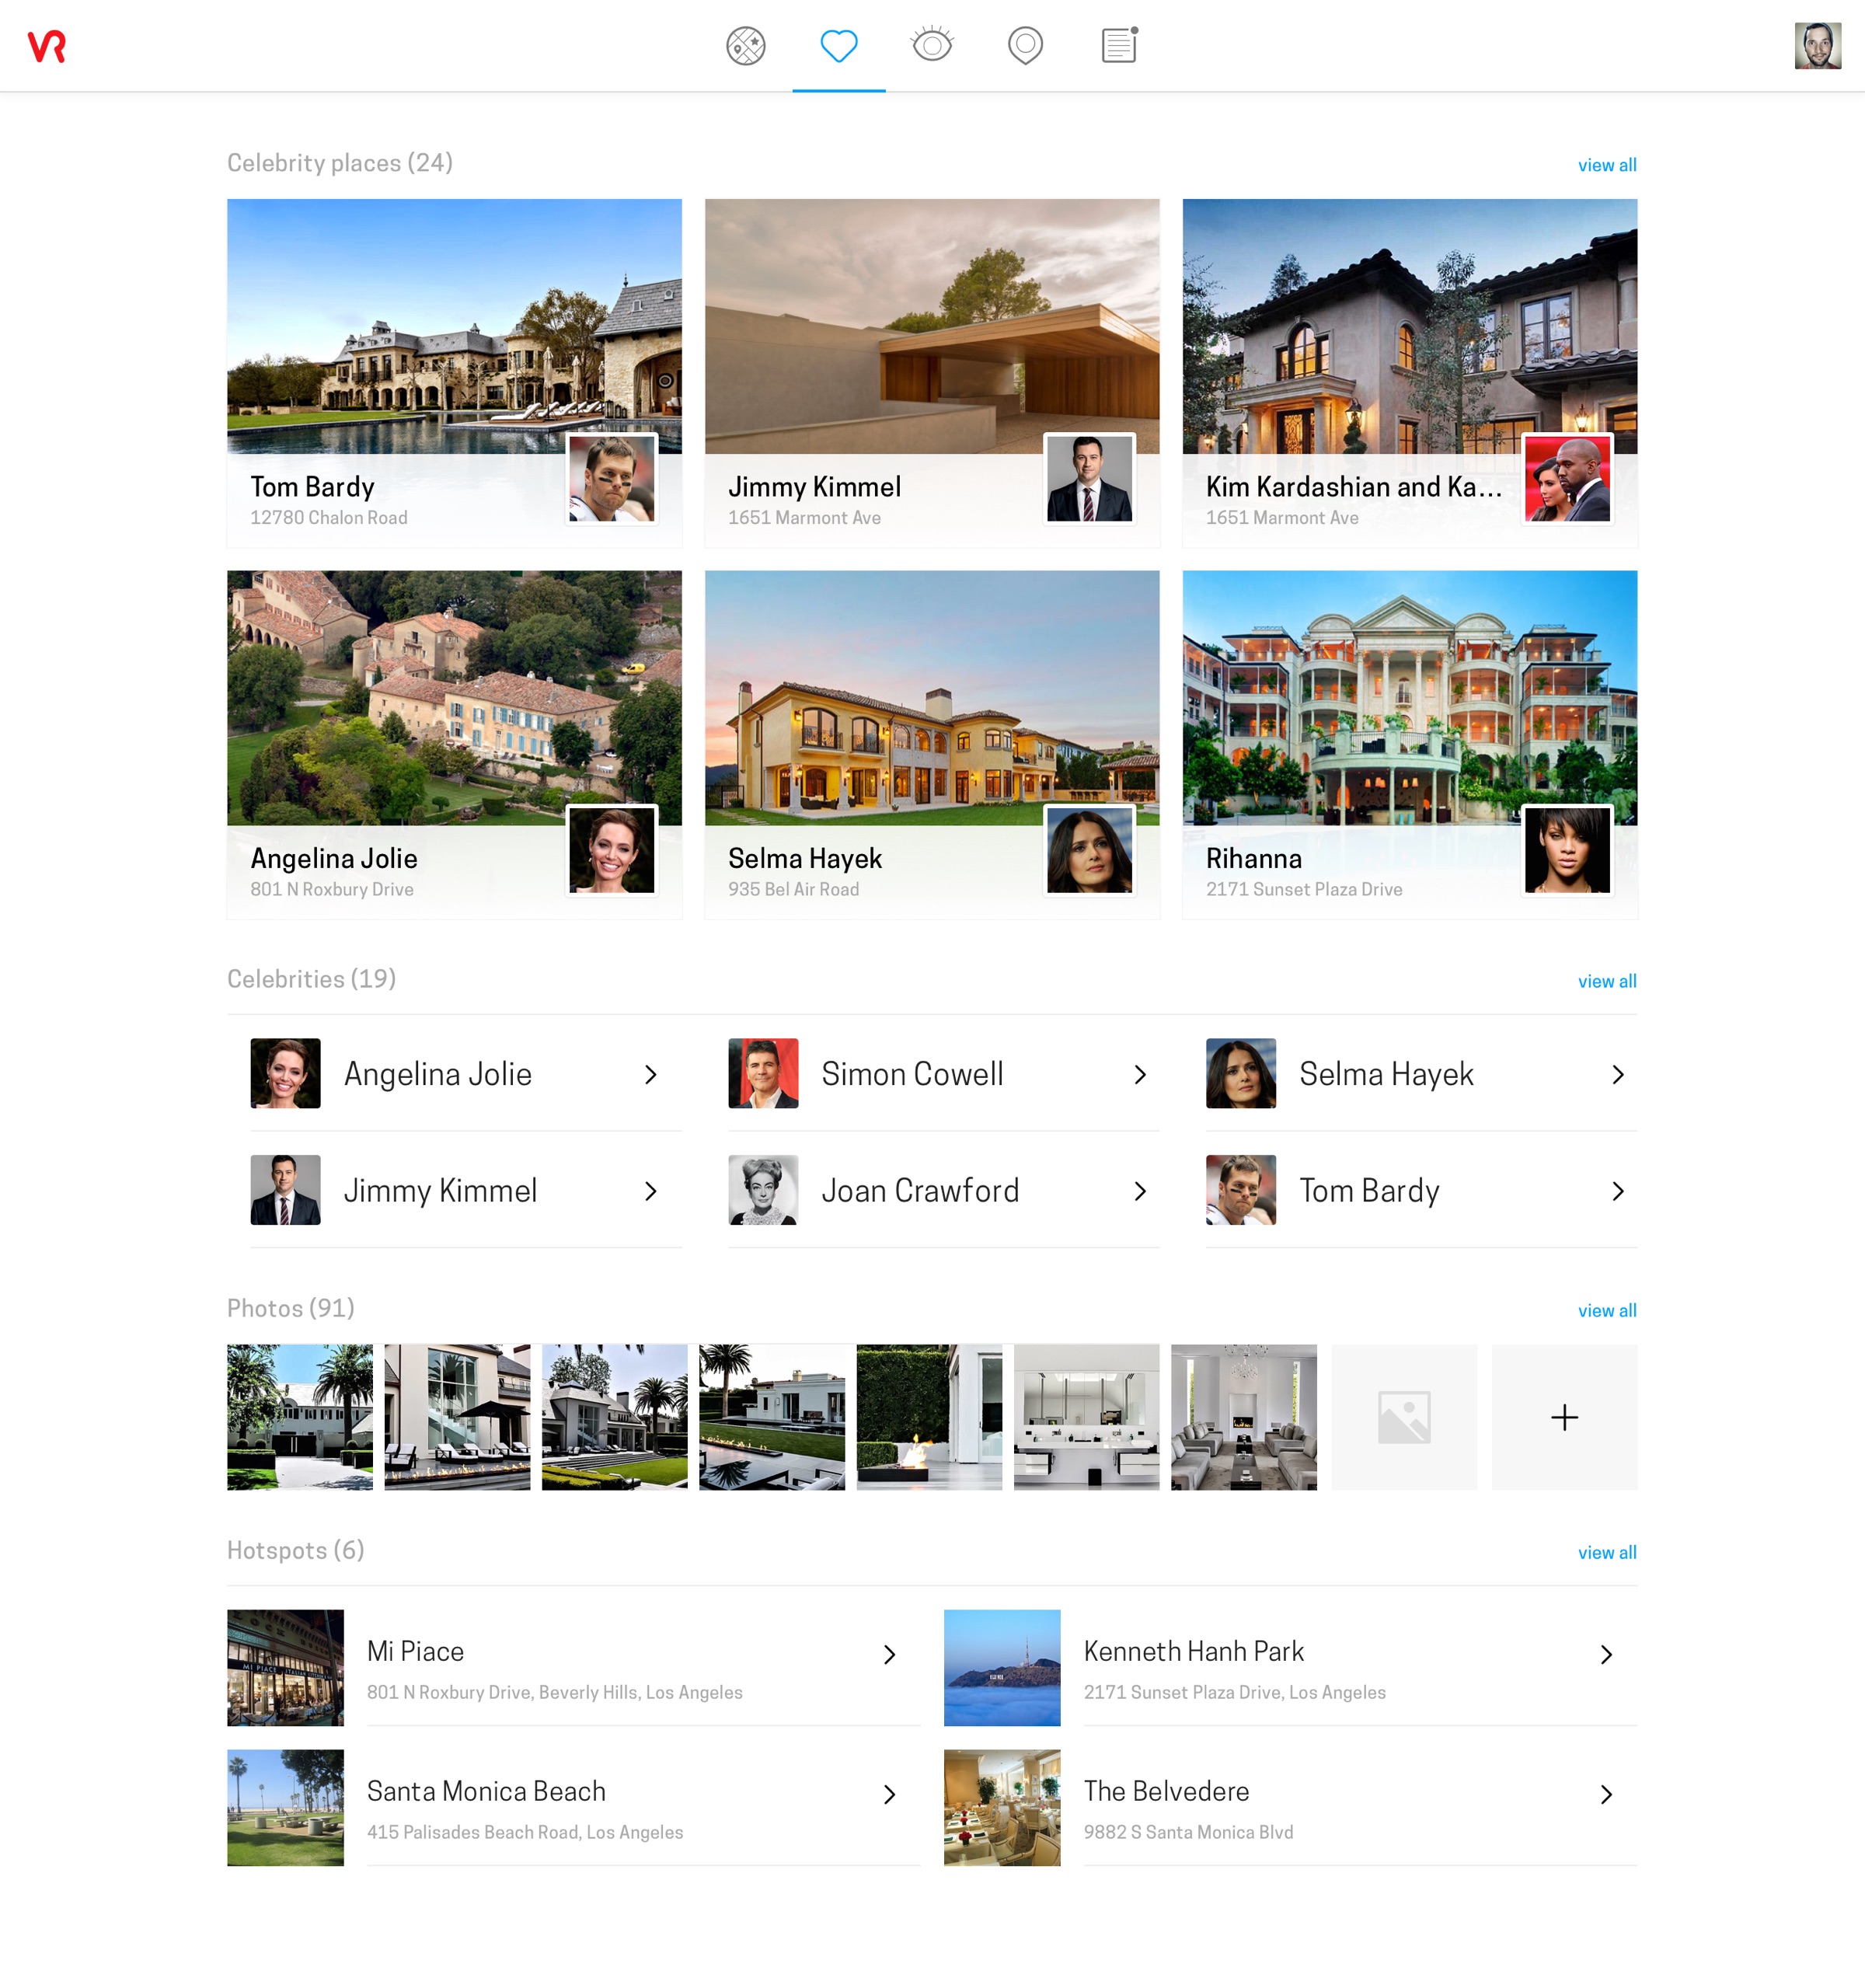 VR
Celebrity places (24)
view all
Tom Bardy
12780 Chalon Road
Jimmy Kimmel
1651 Marmont Ave
Kim Kardashian and Ka...
1651 Marmont Ave
Angelina Jolie
801 N Roxbury Drive
Selma Hayek
935 Bel Air Road
Rihanna
2171 Sunset Plaza Drive
Celebrities (19)
view all
Angelina Jolie
Simon Cowell
Selma Hayek
Jimmy Kimmel
Joan Crawford
Tom Bardy
Photos (91)
view all
Hotspots (6)
view all
MI PIACE
Mi Piace
801 N Roxbury Drive, Beverly Hills, Los Angeles
Kenneth Hanh Park
2171 Sunset Plaza Drive, Los Angeles
Santa Monica Beach
415 Palisades Beach Road, Los Angeles
The Belvedere
9882 S Santa Monica Blvd